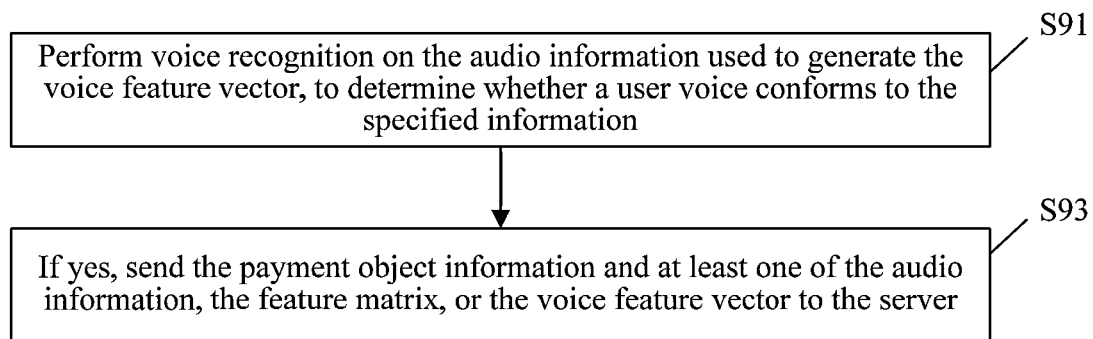 S91
Perform voice recognition on the audio information used to generate the
voice feature vector, to determine whether a user voice conforms to the
specified information
S93
If yes, send the payment object information and at least one of the audio
information, the feature matrix, or the voice feature vector to the server